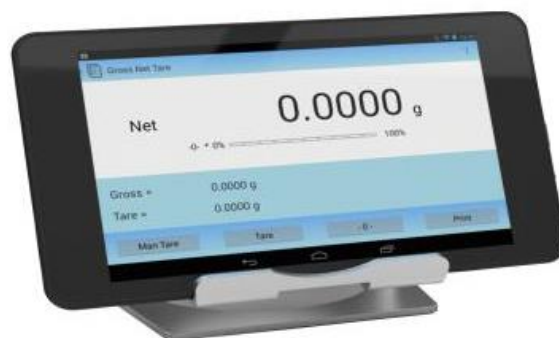 Gross Net Tare
Net 0.0000 g
-0- * 0% 100%
Gross = 0.0000 g
Tare = 0.0000 g
Man Tare Tare - 0 - Print